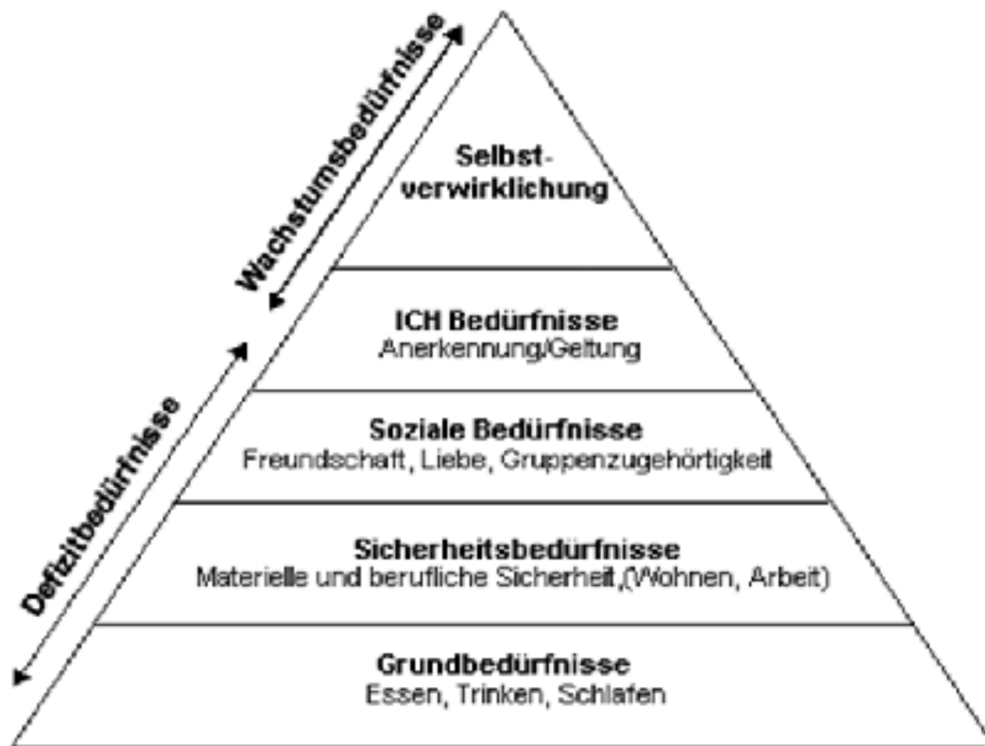 Wachstumsbedürfnisse
Defizitbedürfnisse
Selbst-
verwirklichung
ICH Bedürfnisse
Anerkennung/Geltung
Soziale Bedürfnisse
Freundschaft, Liebe, Gruppenzugehörtigkeit
Sicherheitsbedürfnisse
Materielle und berufliche Sicherheit,(Wohnen, Arbeit)
Grundbedürfnisse
Essen, Trinken, Schlafen